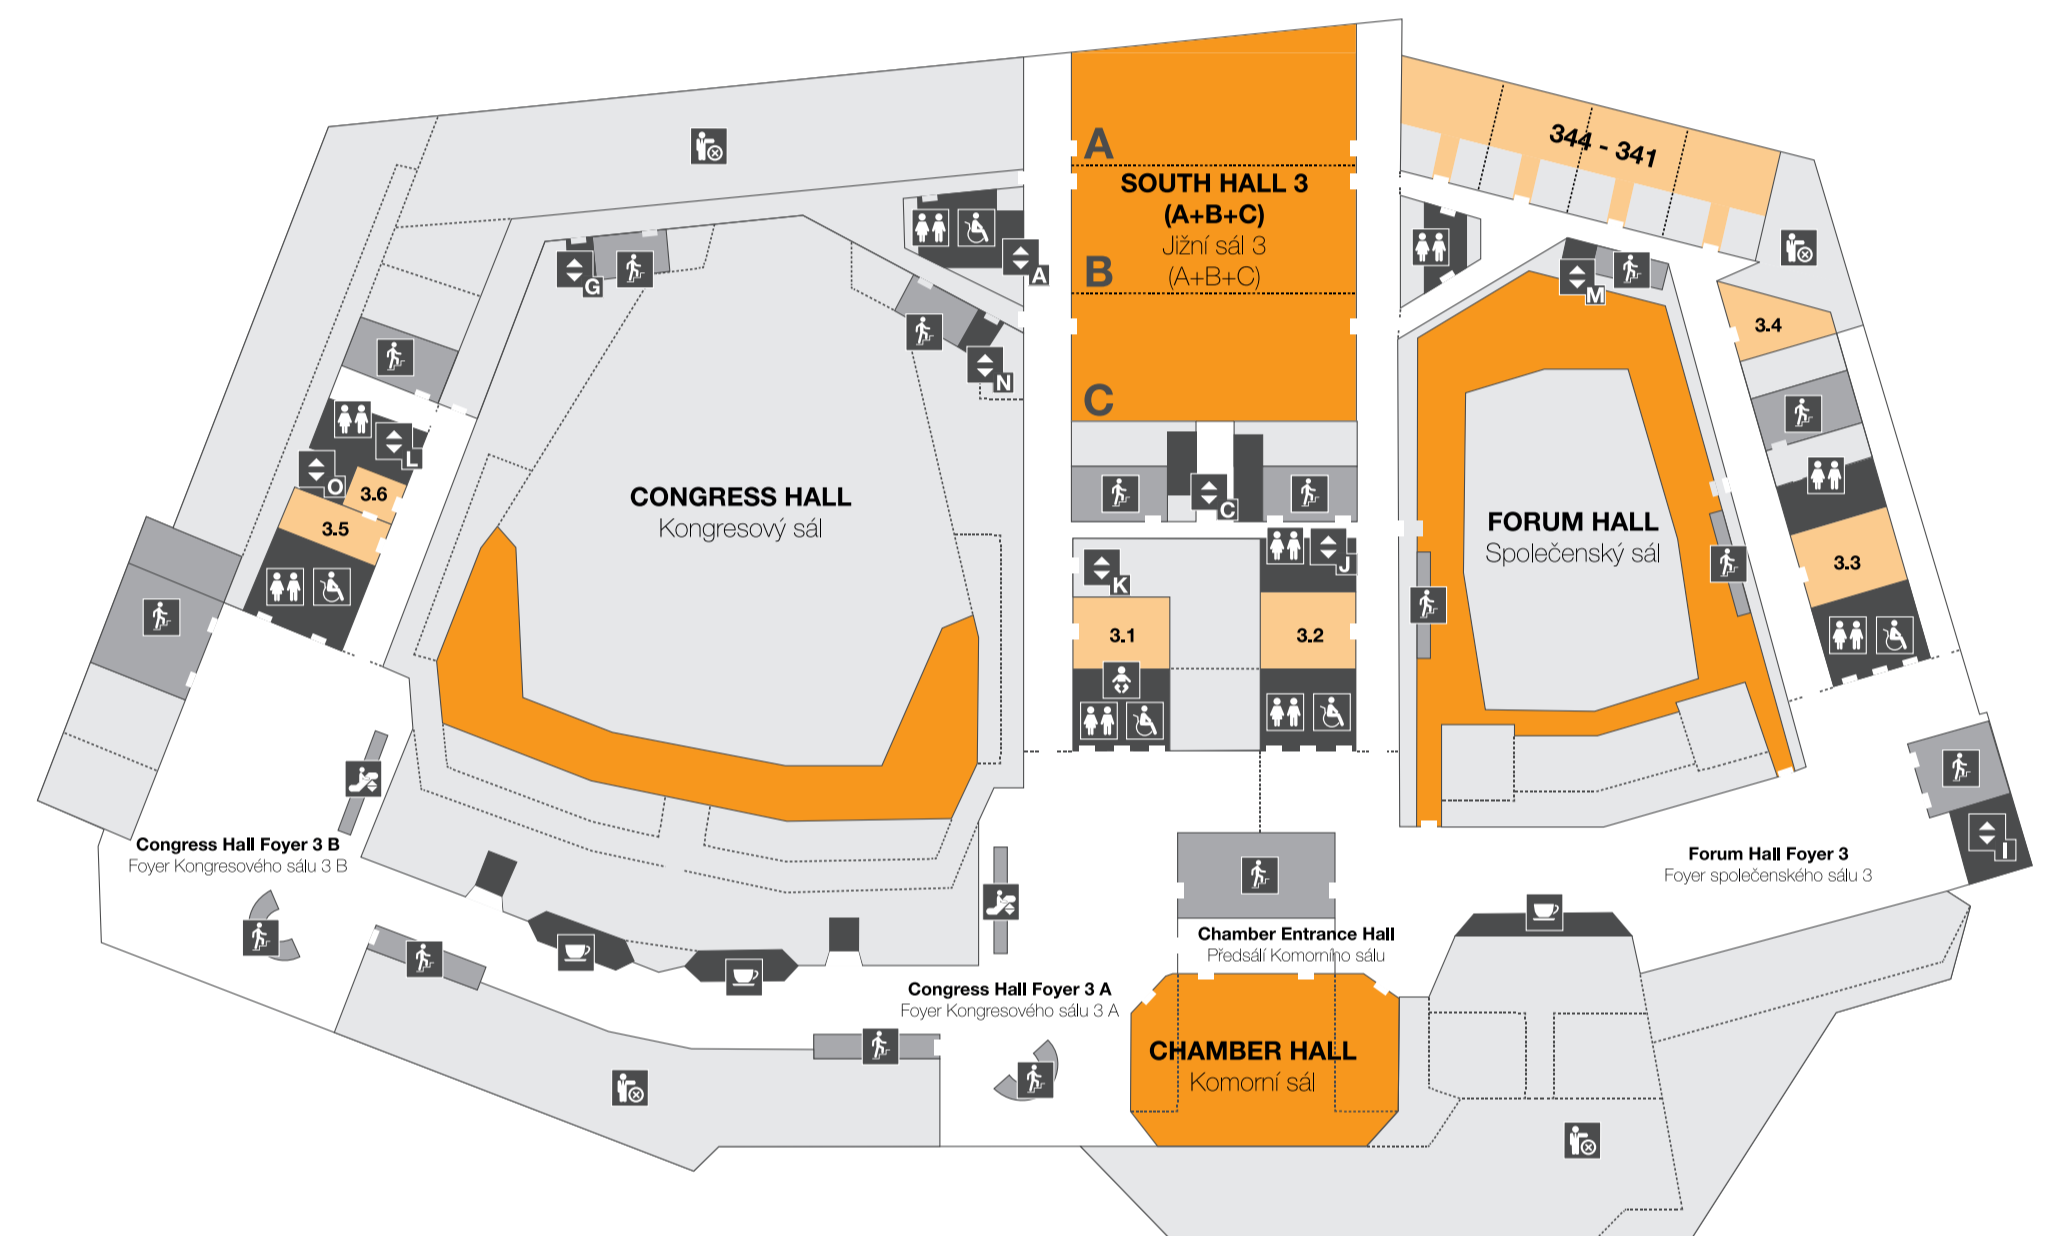 A
SOUTH HALL 3
(A+B+C)
Jižní sál 3
(A+B+C)
B
C
344 - 341
A
G
N
M
3.4
L
O
3.6
3.5
CONGRESS HALL
Kongresový sál
C
FORUM HALL
Společenský sál
J
K
3.3
3.1
3.2
I
Congress Hall Foyer 3 B
Foyer Kongresového sálu 3 B
Forum Hall Foyer 3
Foyer společenského sálu 3
Chamber Entrance Hall
Předsálí Komorního sálu
Congress Hall Foyer 3 A
Foyer Kongresového sálu 3 A
CHAMBER HALL
Komorní sál